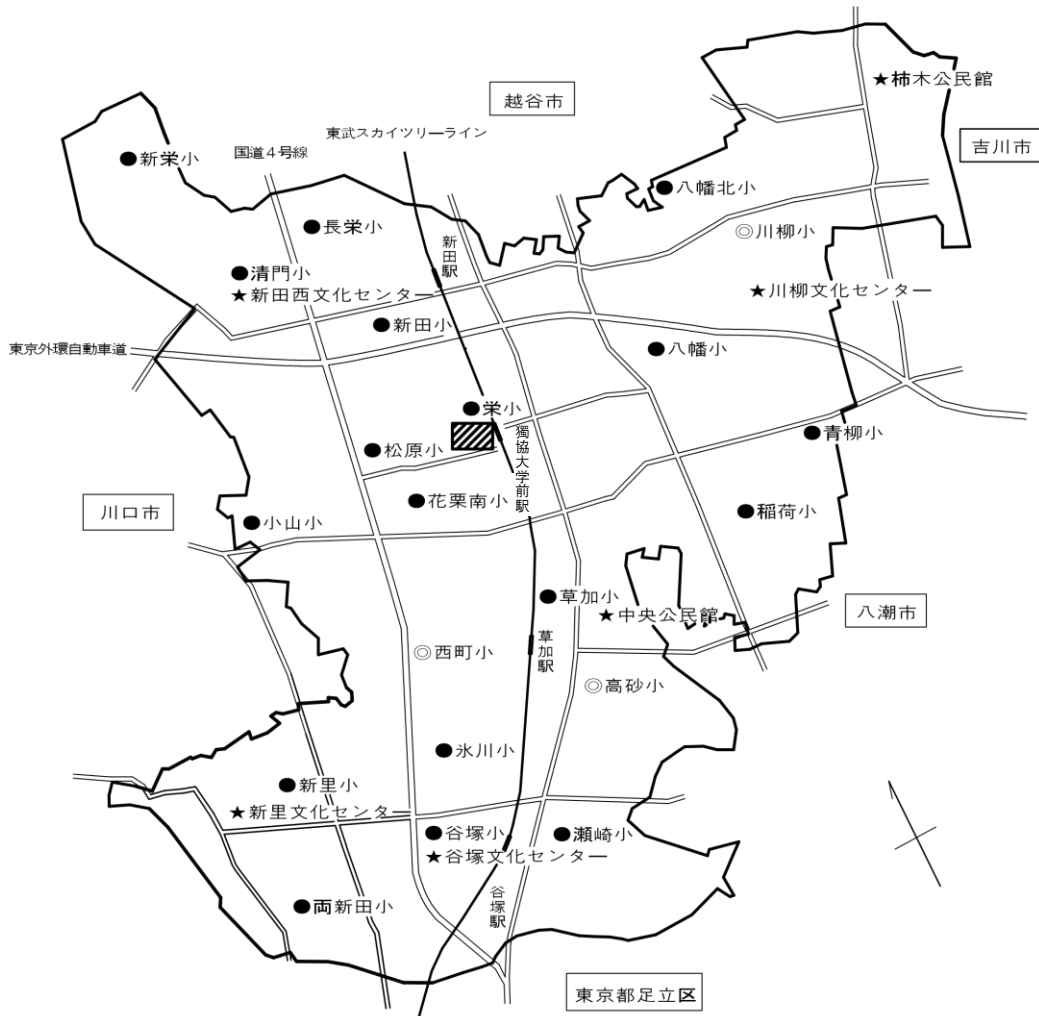 越谷市
★柿木公民館
東武スカイツリーライン
吉川市
国道4号線
●新栄小
●八幡北小
●長栄小
◎川柳小
新田駅
●清門小
★新田西文化センター
★川柳文化センター
●新田小
東京外環自動車道
●八幡小
●栄小
獨協大学前駅
●青柳小
●松原小
●花栗南小
川口市
●稲荷小
●小山小
●草加小
八潮市
★中央公民館
草加駅
◎西町小
◎高砂小
●氷川小
●新里小
★新里文化センター
●谷塚小
●瀬崎小
★谷塚文化センター
谷塚駅
●両新田小
東京都足立区